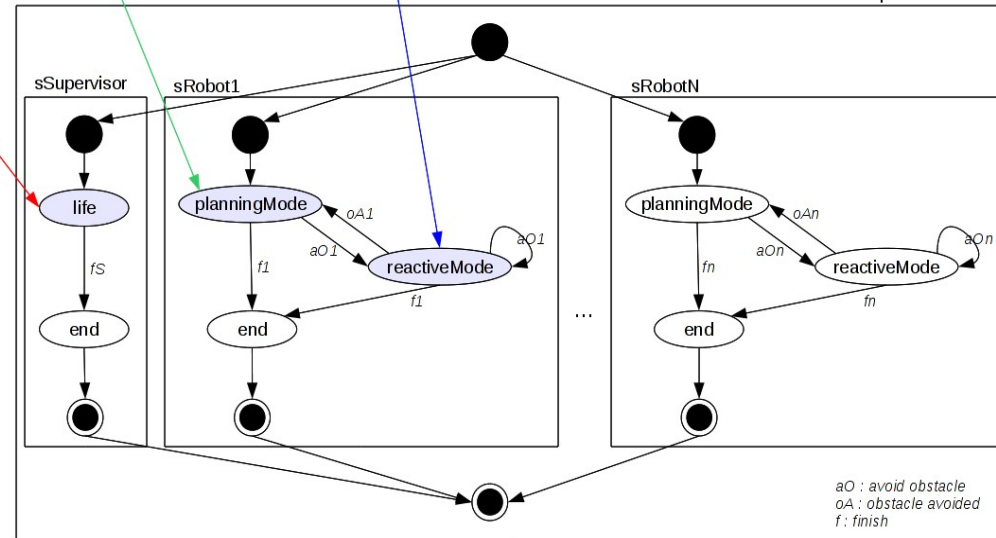 sSupervisor
sRobot1
sRobotN
life
planningMode
planningMode
oA1
oAn
aO1
aO1
aOn
aOn
reactiveMode
reactiveMode
fS
f1
f1
fn
fn
...
end
end
end
aO : avoid obstacle
oA : obstacle avoided
f : finish